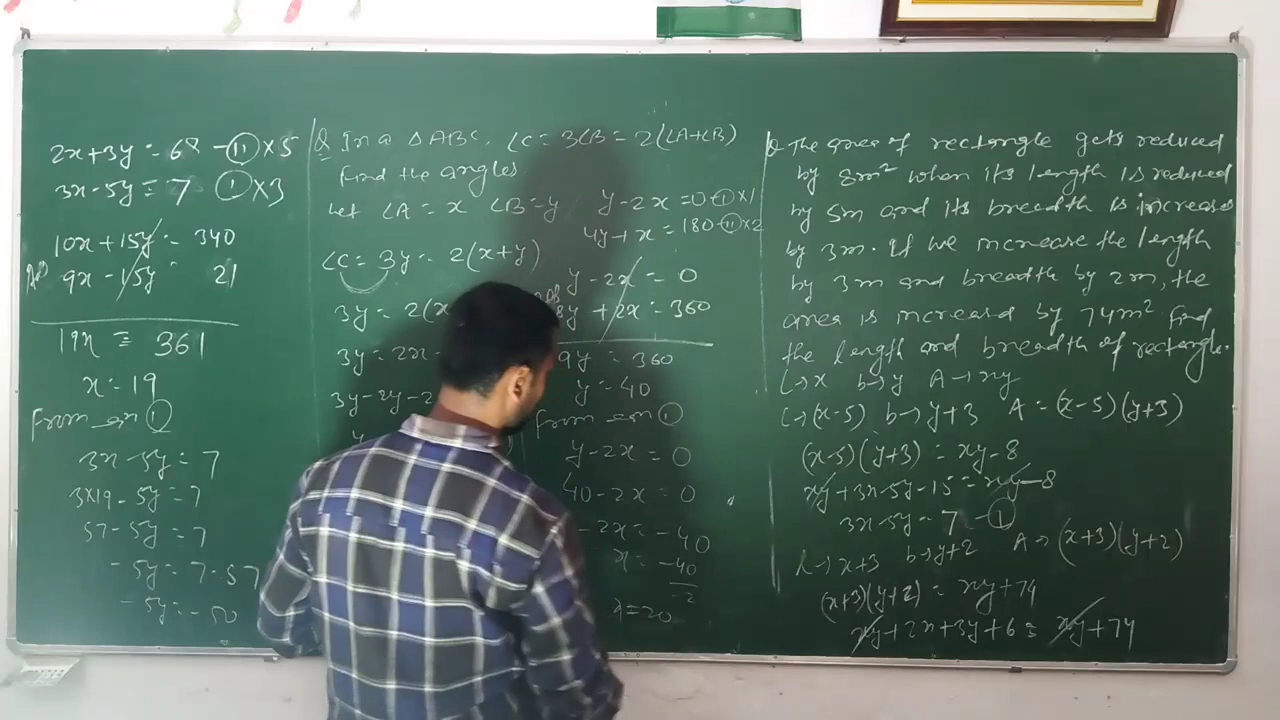 2x+3y = 68 - (11) × 5
3x-5y = 7 (1) × 3
10x+15y = 340
9x-15y = 21
19x = 361
x = 19
From eqn (1)
3x-5y = 7
3×19-5y = 7
57-5y = 7
-5y = 7-57
-5y = -50
Q In a △ABC, ∠C = 3∠B = 2(∠A+∠B)
Find the angles
Let ∠A = x ∠B = y
∠C = 3y = 2(x+y)
3y = 2(x
3y = 2x
3y-2y-2
y
y-2x = 0 - (1) × 1
4y+x = 180 - (11) × 2
y-2x = 0
8y+2x = 360
9y = 360
y = 40
From eqn (1)
y-2x = 0
40-2x = 0
-2x = -40
x = -40
-2
x = 20
Q The area of rectangle gets reduced
by 8m² when its length is reduced
by 5m and its breadth is increased
by 3m. If we increase the length
by 3m and breadth by 2m, the
area is increased by 74m² Find
the length and breadth of rectangle.
L→x b→y A→xy
L→(x-5) b→y+3 A = (x-5)(y+3)
(x-5)(y+3) = xy-8
xy+3x-5y-15 = xy-8
3x-5y = 7 - (1)
L→x+3 b→y+2 A→(x+3)(y+2)
(x+3)(y+2) = xy+74
xy+2x+3y+6 = xy+74